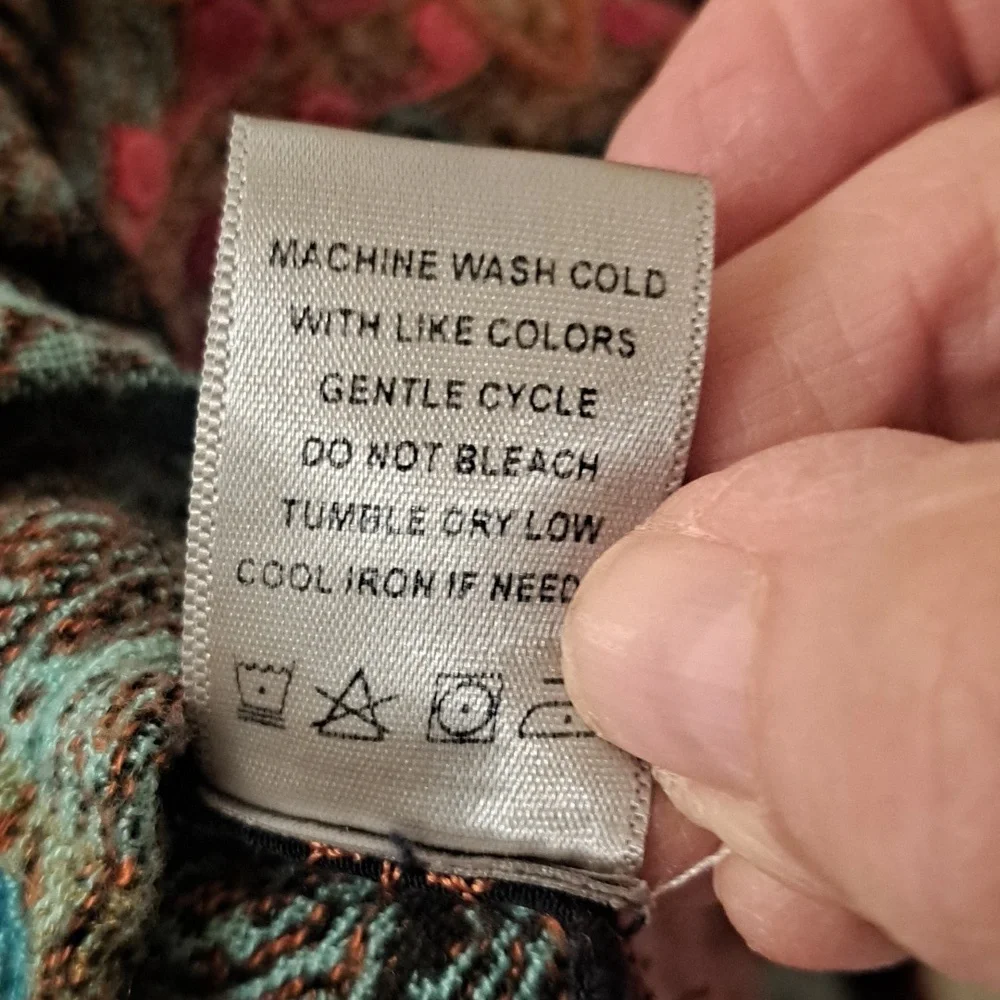 MACHINE WASH COLD
WITH LIKE COLORS
GENTLE CYCLE
DO NOT BLEACH
TUMBLE DRY LOW
COOL IRON IF NEED